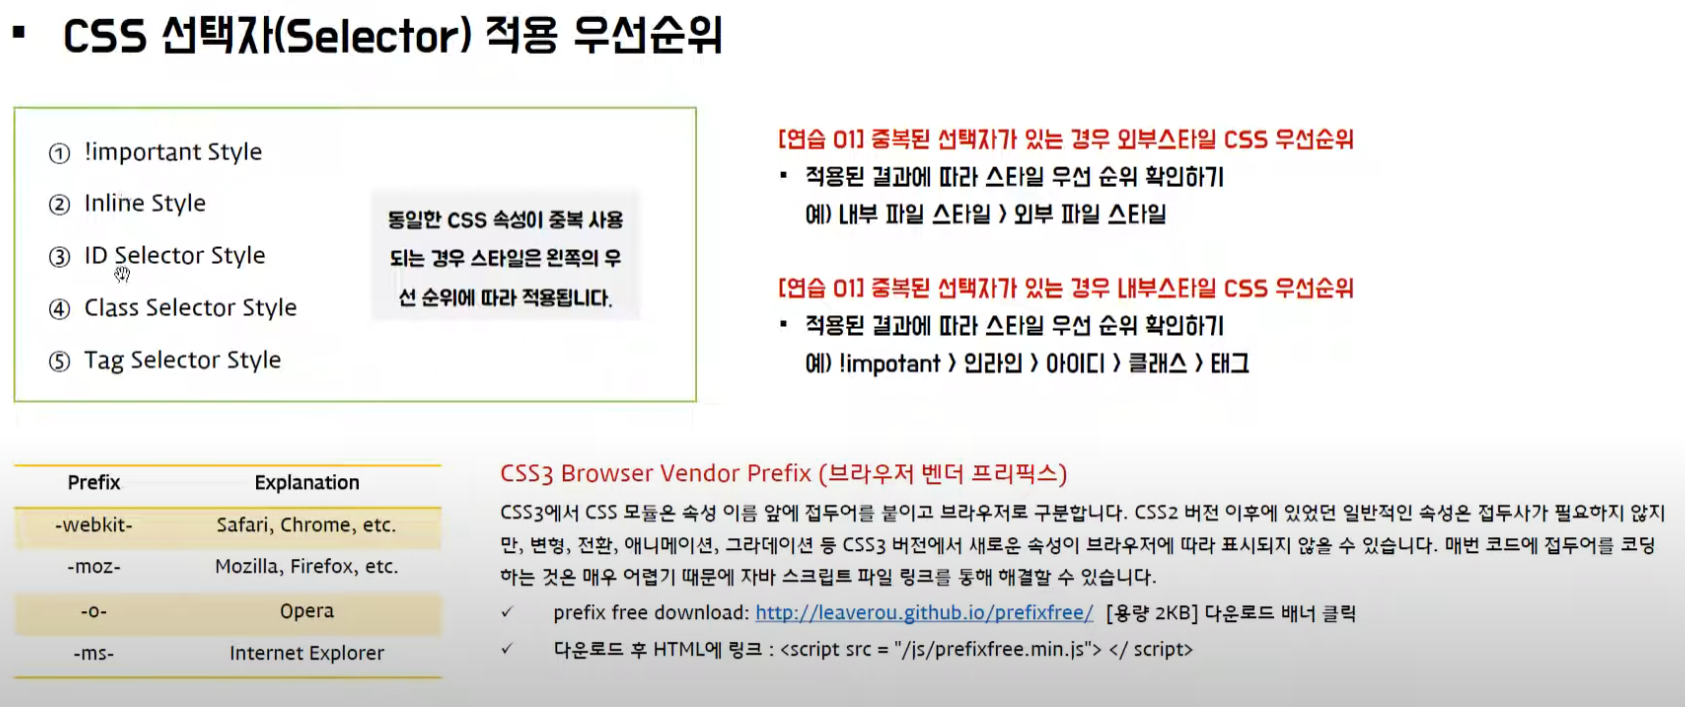 ▪ CSS 선택자(Selector) 적용 우선순위
① !important Style
② Inline Style
③ ID Selector Style
④ Class Selector Style
⑤ Tag Selector Style
동일한 CSS 속성이 중복 사용
되는 경우 스타일은 왼쪽의 우
선 순위에 따라 적용됩니다.
[연습 01] 중복된 선택자가 있는 경우 외부스타일 CSS 우선순위
▪ 적용된 결과에 따라 스타일 우선 순위 확인하기
예) 내부 파일 스타일 > 외부 파일 스타일
[연습 01] 중복된 선택자가 있는 경우 내부스타일 CSS 우선순위
▪ 적용된 결과에 따라 스타일 우선 순위 확인하기
예) !impotant > 인라인 > 아이디 > 클래스 > 태그
Prefix Explanation
-webkit- Safari, Chrome, etc.
-moz- Mozilla, Firefox, etc.
-o- Opera
-ms- Internet Explorer
CSS3 Browser Vendor Prefix (브라우저 벤더 프리픽스)
CSS3에서 CSS 모듈은 속성 이름 앞에 접두어를 붙이고 브라우저로 구분합니다. CSS2 버전 이후에 있었던 일반적인 속성은 접두사가 필요하지 않지
만, 변형, 전환, 애니메이션, 그라데이션 등 CSS3 버전에서 새로운 속성이 브라우저에 따라 표시되지 않을 수 있습니다. 매번 코드에 접두어를 코딩
하는 것은 매우 어렵기 때문에 자바 스크립트 파일 링크를 통해 해결할 수 있습니다.
✓ prefix free download: http://leaverou.github.io/prefixfree/ [용량 2KB] 다운로드 배너 클릭
✓ 다운로드 후 HTML에 링크 : <script src = "/js/prefixfree.min.js"> </ script>